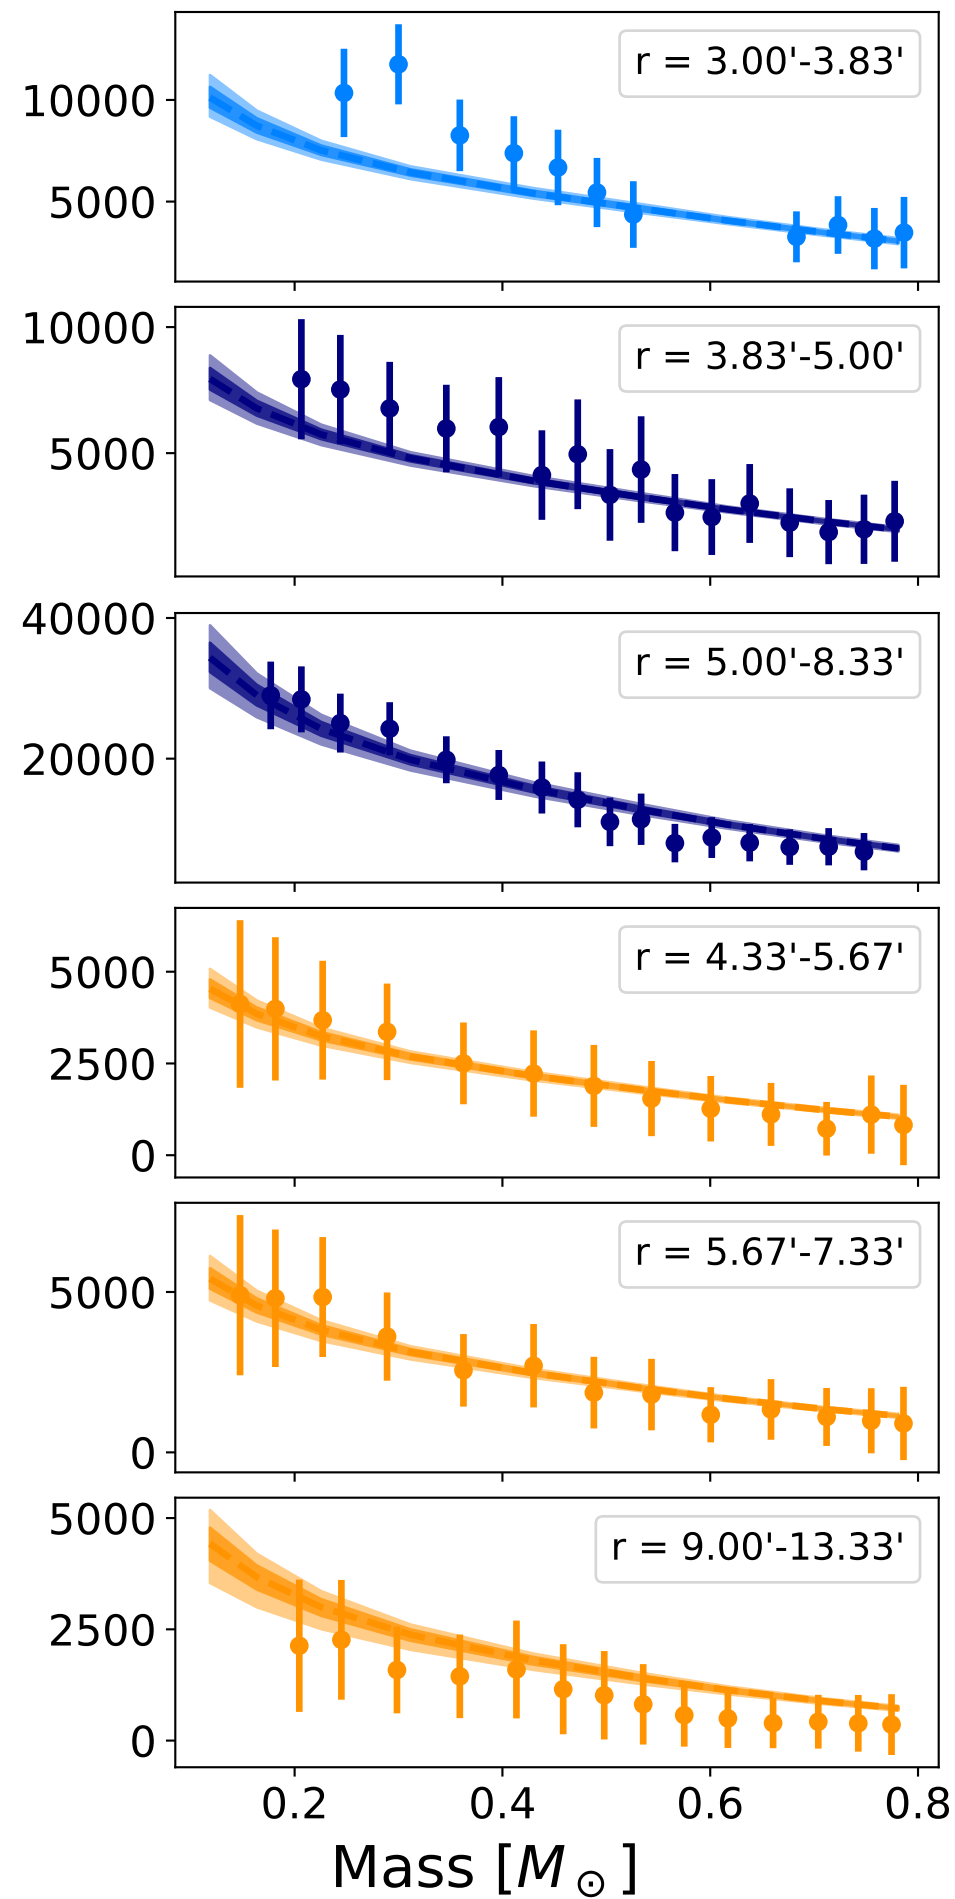 r = 3.00'-3.83'
10000
5000
r = 3.83'-5.00'
10000
5000
r = 5.00'-8.33'
40000
20000
r = 4.33'-5.67'
5000
2500
0
r = 5.67'-7.33'
5000
0
r = 9.00'-13.33'
5000
2500
0
0.2 0.4 0.6 0.8
Mass [M⊙]